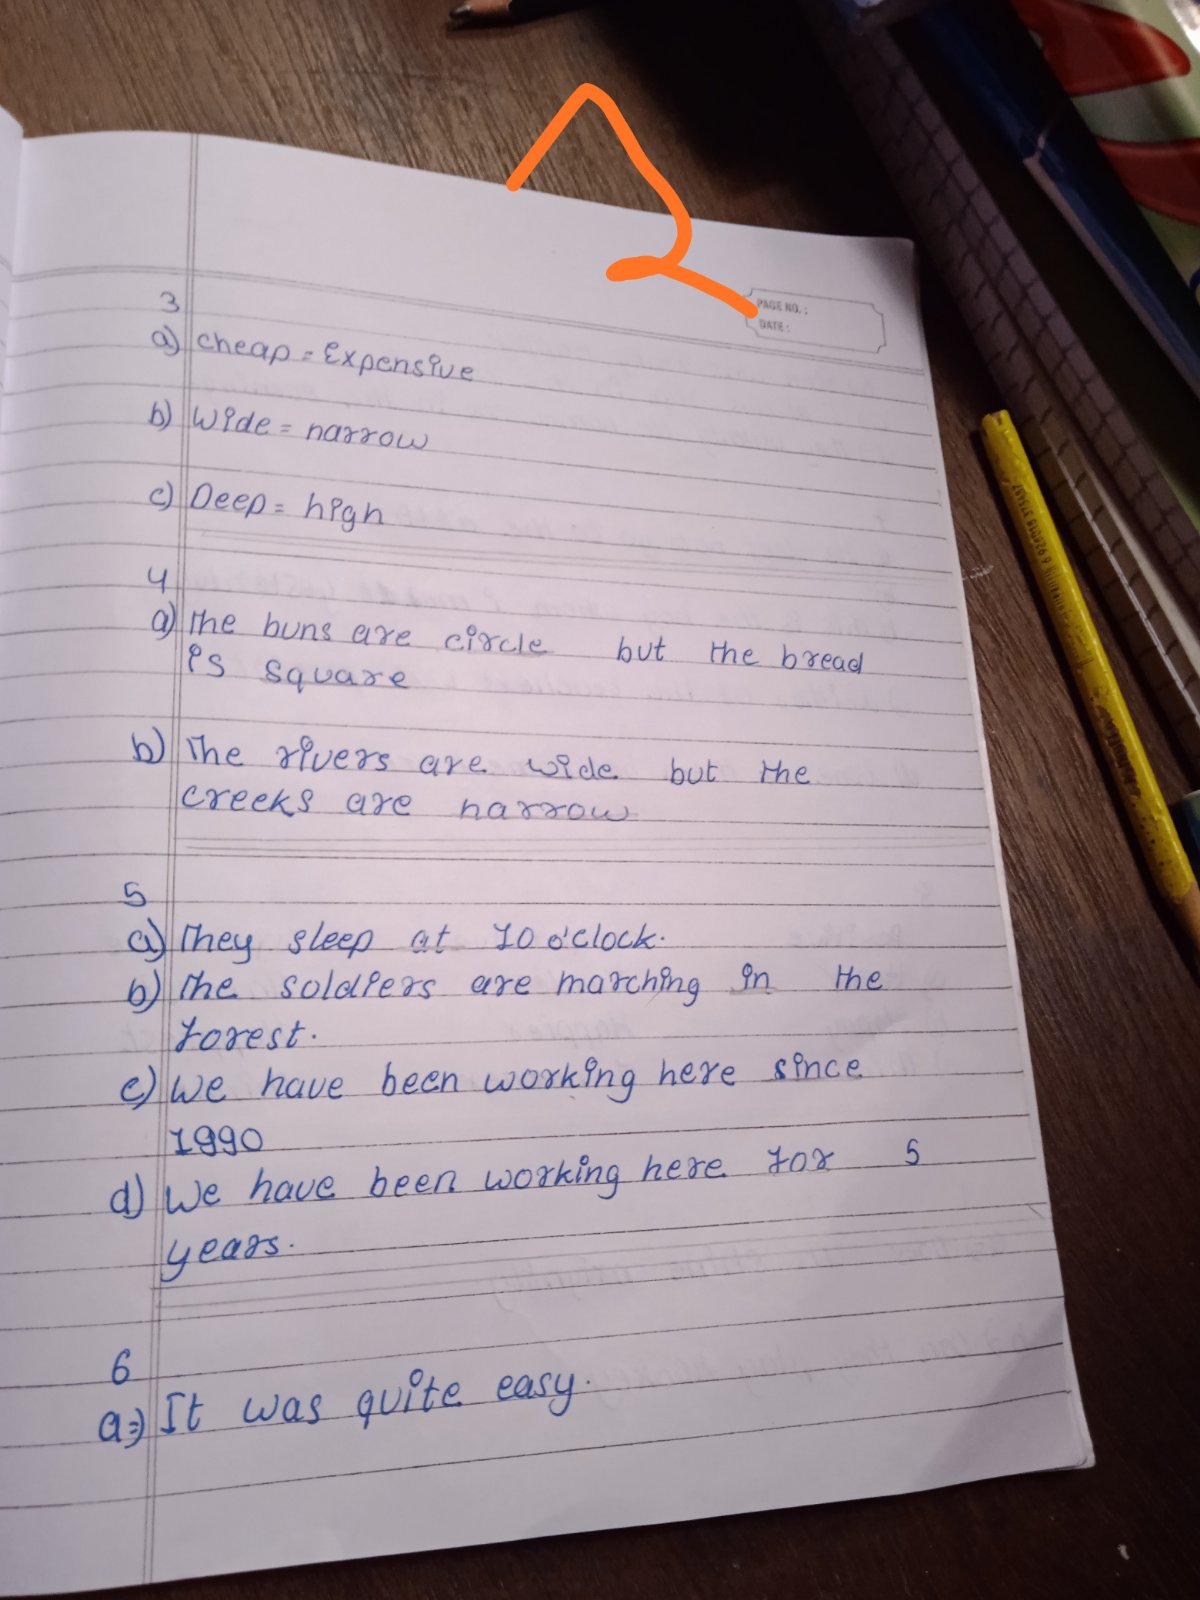 PAGE NO. :
DATE :
3
a) cheap = Expensive
b) Wide = narrow
c) Deep = high
4
a) The buns are circle but the bread
is square
b) The rivers are wide but the
creeks are narrow
5
a) They sleep at 10 o'clock.
b) The soldiers are marching in the
forest.
c) We have been working here since
1990
d) We have been working here for 5
years.
6
a=) It was quite easy.